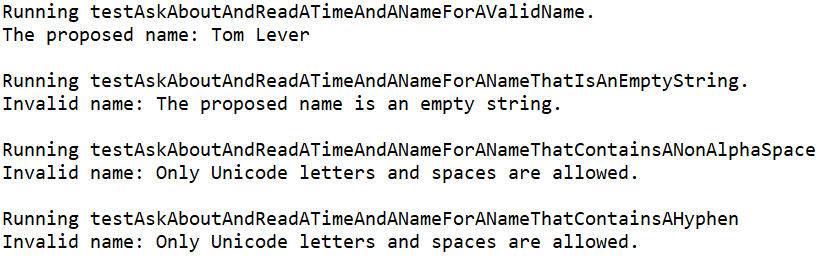 Running testAskAboutAndReadATimeAndANameForAValidName.
The proposed name: Tom Lever
Running testAskAboutAndReadATimeAndANameForANameThatIsAnEmptyString.
Invalid name: The proposed name is an empty string.
Running testAskAboutAndReadATimeAndANameForANameThatContainsANonAlphaSpace
Invalid name: Only Unicode letters and spaces are allowed.
Running testAskAboutAndReadATimeAndANameForANameThatContainsAHyphen
Invalid name: Only Unicode letters and spaces are allowed.